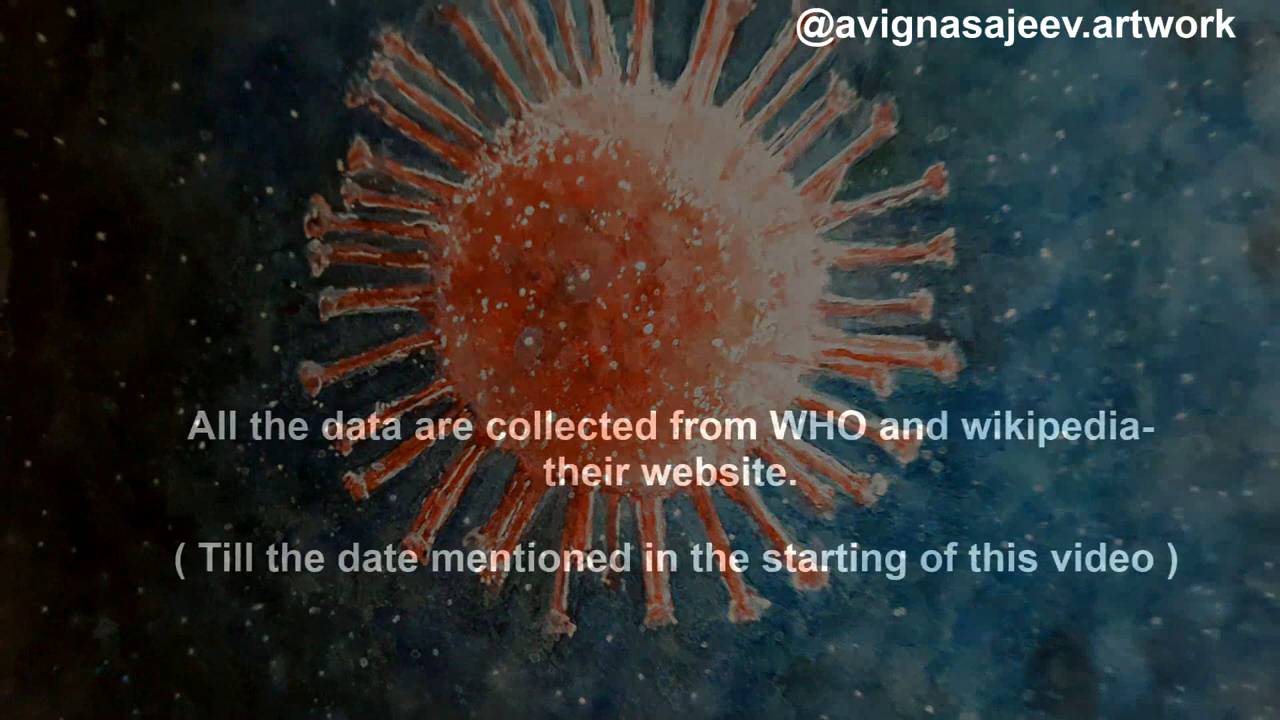 @avignasajeev.artwork
All the data are collected from WHO and wikipedia-
their website.
( Till the date mentioned in the starting of this video )